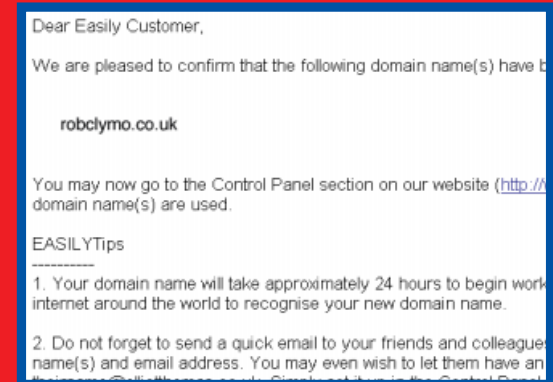 Dear Easily Customer,
We are pleased to confirm that the following domain name(s) have
robclymo.co.uk
You may now go to the Control Panel section on our website (http://
domain name(s) are used.
EASILYTips
----------
1. Your domain name will take approximately 24 hours to begin work
internet around the world to recognise your new domain name.
2. Do not forget to send a quick email to your friends and colleagues
name(s) and email address. You may even wish to let them have an